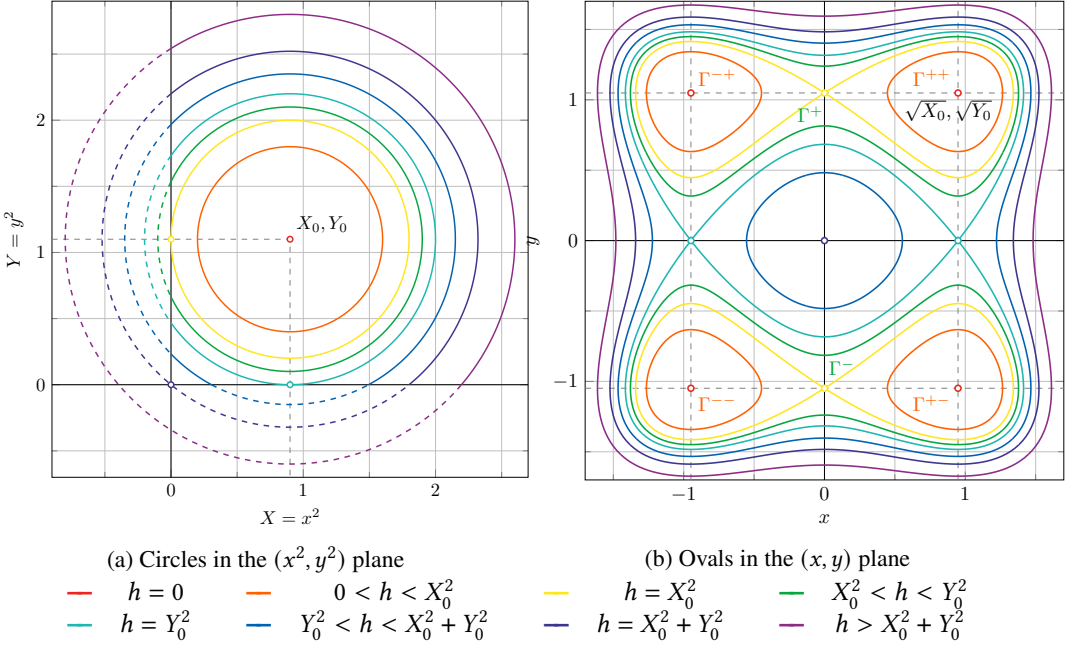 2
1
0
0
1
2
Y = y²
X = x²
X₀, Y₀
1
0
−1
−1
0
1
y
x
Γ⁻⁺
Γ⁺⁺
√X₀, √Y₀
Γ⁺
Γ⁻
Γ⁻⁻
Γ⁺⁻
(a) Circles in the (x², y²) plane
(b) Ovals in the (x, y) plane
h = 0
0 < h < X₀²
h = X₀²
X₀² < h < Y₀²
h = Y₀²
Y₀² < h < X₀² + Y₀²
h = X₀² + Y₀²
h > X₀² + Y₀²